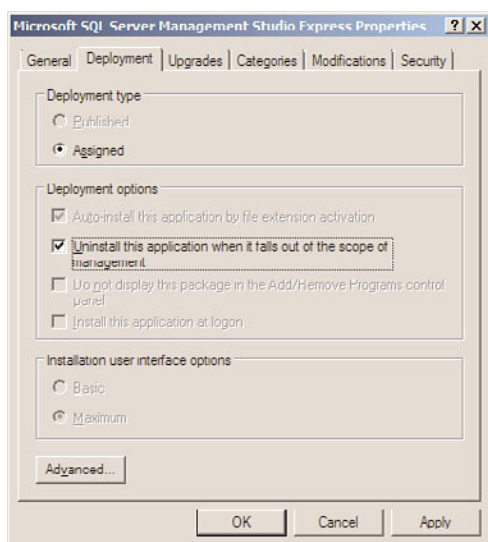 Microsoft SQL Server Management Studio Express Properties
General Deployment Upgrades Categories Modifications Security
Deployment type
Published
Assigned
Deployment options
Auto-install this application by file extension activation
Uninstall this application when it falls out of the scope of
management
Do not display this package in the Add/Remove Programs control
panel
Install this application at logon
Installation user interface options
Basic
Maximum
Advanced...
OK Cancel Apply